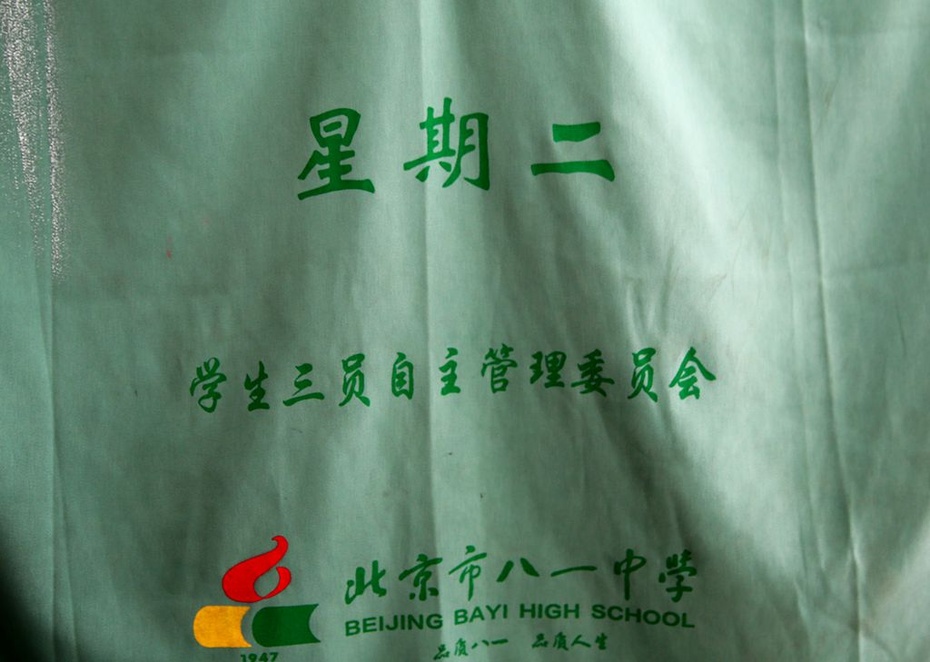 星期二
学生三员自主管理委员会
北京市八一中学
BEIJING BAYI HIGH SCHOOL
1947
品质八一 品质人生